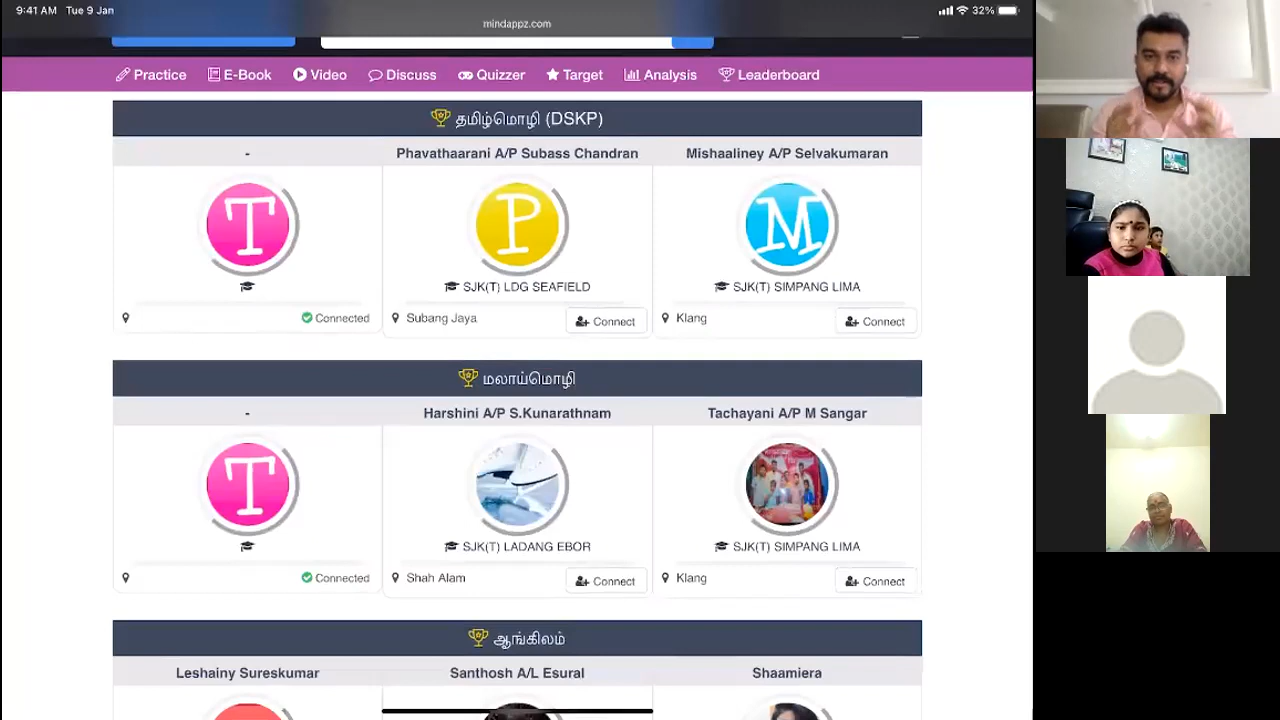 9:41 AM Tue 9 Jan
32%
mindappz.com
Practice E-Book Video Discuss Quizzer Target Analysis Leaderboard
தமிழ்மொழி (DSKP)
- Phavathaarani A/P Subass Chandran Mishaaliney A/P Selvakumaran
T P M
SJK(T) LDG SEAFIELD SJK(T) SIMPANG LIMA
Connected Subang Jaya Connect Klang Connect
மலாய்மொழி
- Harshini A/P S.Kunarathnam Tachayani A/P M Sangar
T
SJK(T) LADANG EBOR SJK(T) SIMPANG LIMA
Connected Shah Alam Connect Klang Connect
ஆங்கிலம்
Leshainy Sureskumar Santhosh A/L Esural Shaamiera